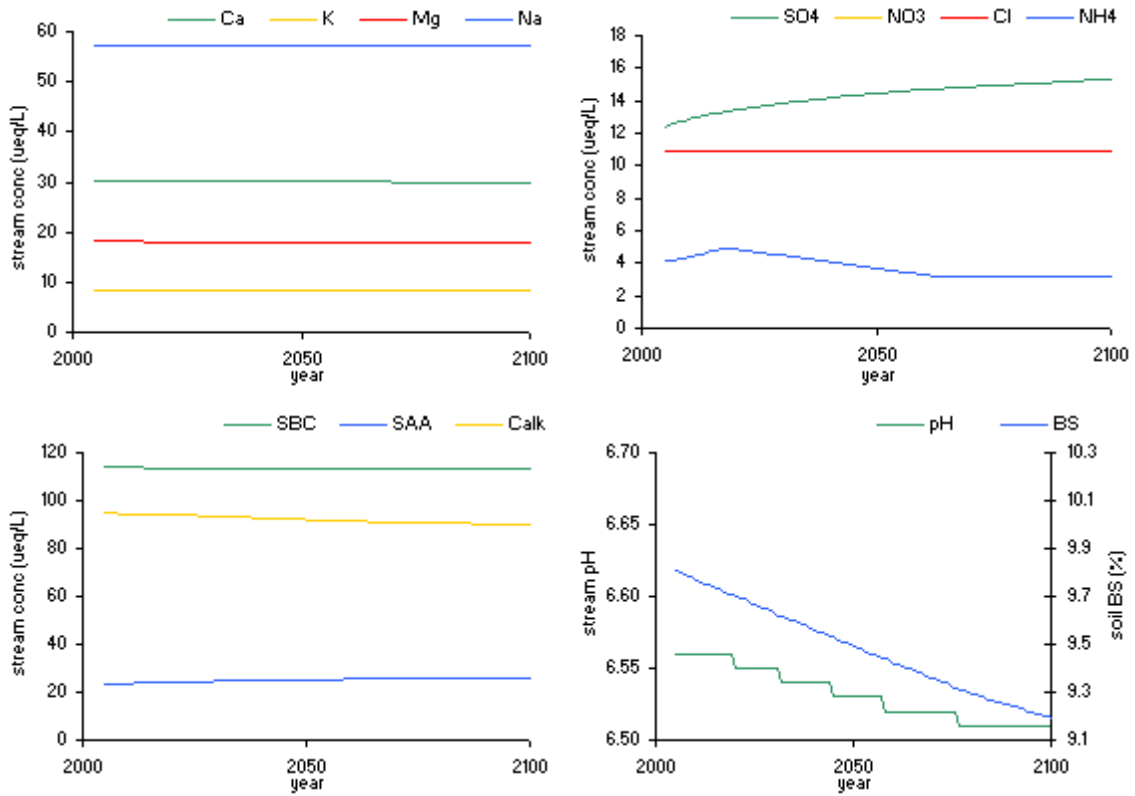 Ca K Mg Na
60
50
40
30
20
10
0
stream conc (ueq/L)
2000 2050 2100
year
SO4 NO3 Cl NH4
18
16
14
12
10
8
6
4
2
0
stream conc (ueq/L)
2000 2050 2100
year
SBC SAA Calk
120
100
80
60
40
20
0
stream conc (ueq/L)
2000 2050 2100
year
pH BS
6.70
6.65
6.60
6.55
6.50
stream pH
10.3
10.1
9.9
9.7
9.5
9.3
9.1
soil BS (%)
2000 2050 2100
year